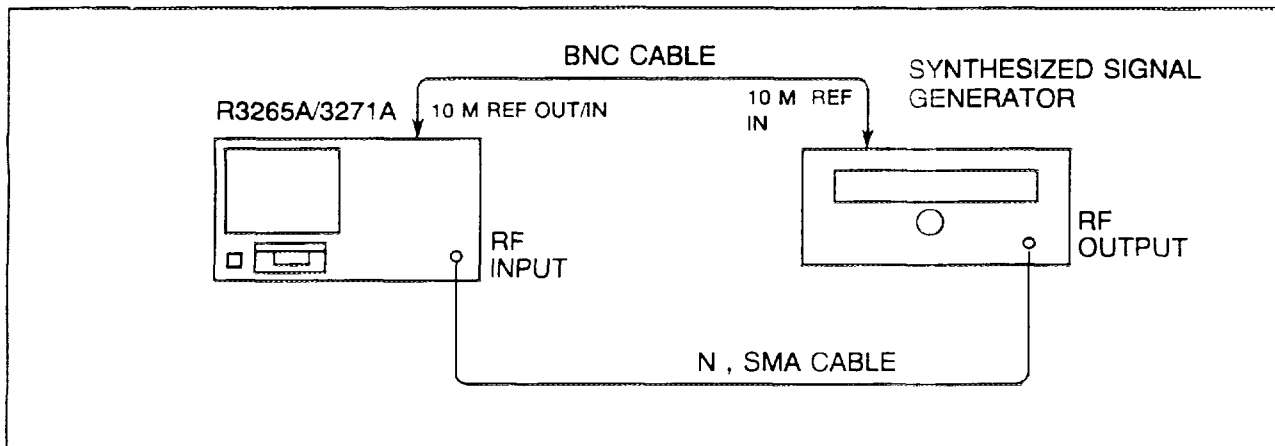 BNC CABLE
SYNTHESIZED SIGNAL
GENERATOR
R3265A/3271A
10 M REF OUT/IN
10 M REF
IN
RF
INPUT
RF
OUTPUT
N , SMA CABLE